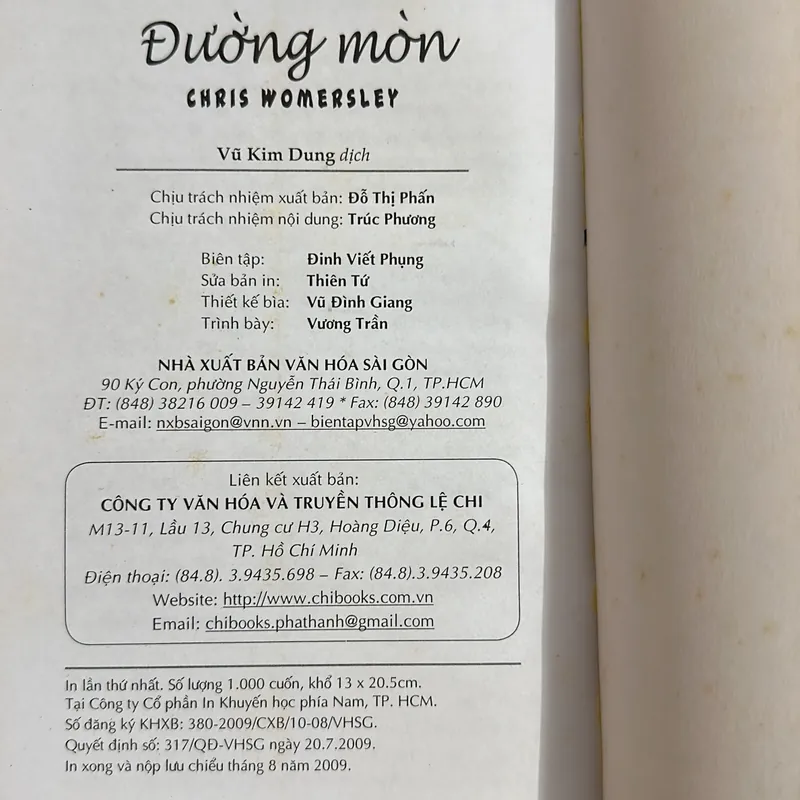 Đường mòn
CHRIS WOMERSLEY
Vũ Kim Dung dịch
Chịu trách nhiệm xuất bản: Đỗ Thị Phấn
Chịu trách nhiệm nội dung: Trúc Phương
Biên tập: Đinh Viết Phụng
Sửa bản in: Thiên Tứ
Thiết kế bìa: Vũ Đình Giang
Trình bày: Vương Trần
NHÀ XUẤT BẢN VĂN HÓA SÀI GÒN
90 Ký Con, phường Nguyễn Thái Bình, Q.1, TP.HCM
ĐT: (848) 38216 009 – 39142 419 * Fax: (848) 39142 890
E-mail: nxbsaigon@vnn.vn – bientapvhsg@yahoo.com
Liên kết xuất bản:
CÔNG TY VĂN HÓA VÀ TRUYỀN THÔNG LỆ CHI
M13-11, Lầu 13, Chung cư H3, Hoàng Diệu, P.6, Q.4,
TP. Hồ Chí Minh
Điện thoại: (84.8). 3.9435.698 – Fax: (84.8).3.9435.208
Website: http://www.chibooks.com.vn
Email: chibooks.phathanh@gmail.com
In lần thứ nhất. Số lượng 1.000 cuốn, khổ 13 x 20.5cm.
Tại Công ty Cổ phần In Khuyến học phía Nam, TP. HCM.
Số đăng ký KHXB: 380-2009/CXB/10-08/VHSG.
Quyết định số: 317/QĐ-VHSG ngày 20.7.2009.
In xong và nộp lưu chiểu tháng 8 năm 2009.